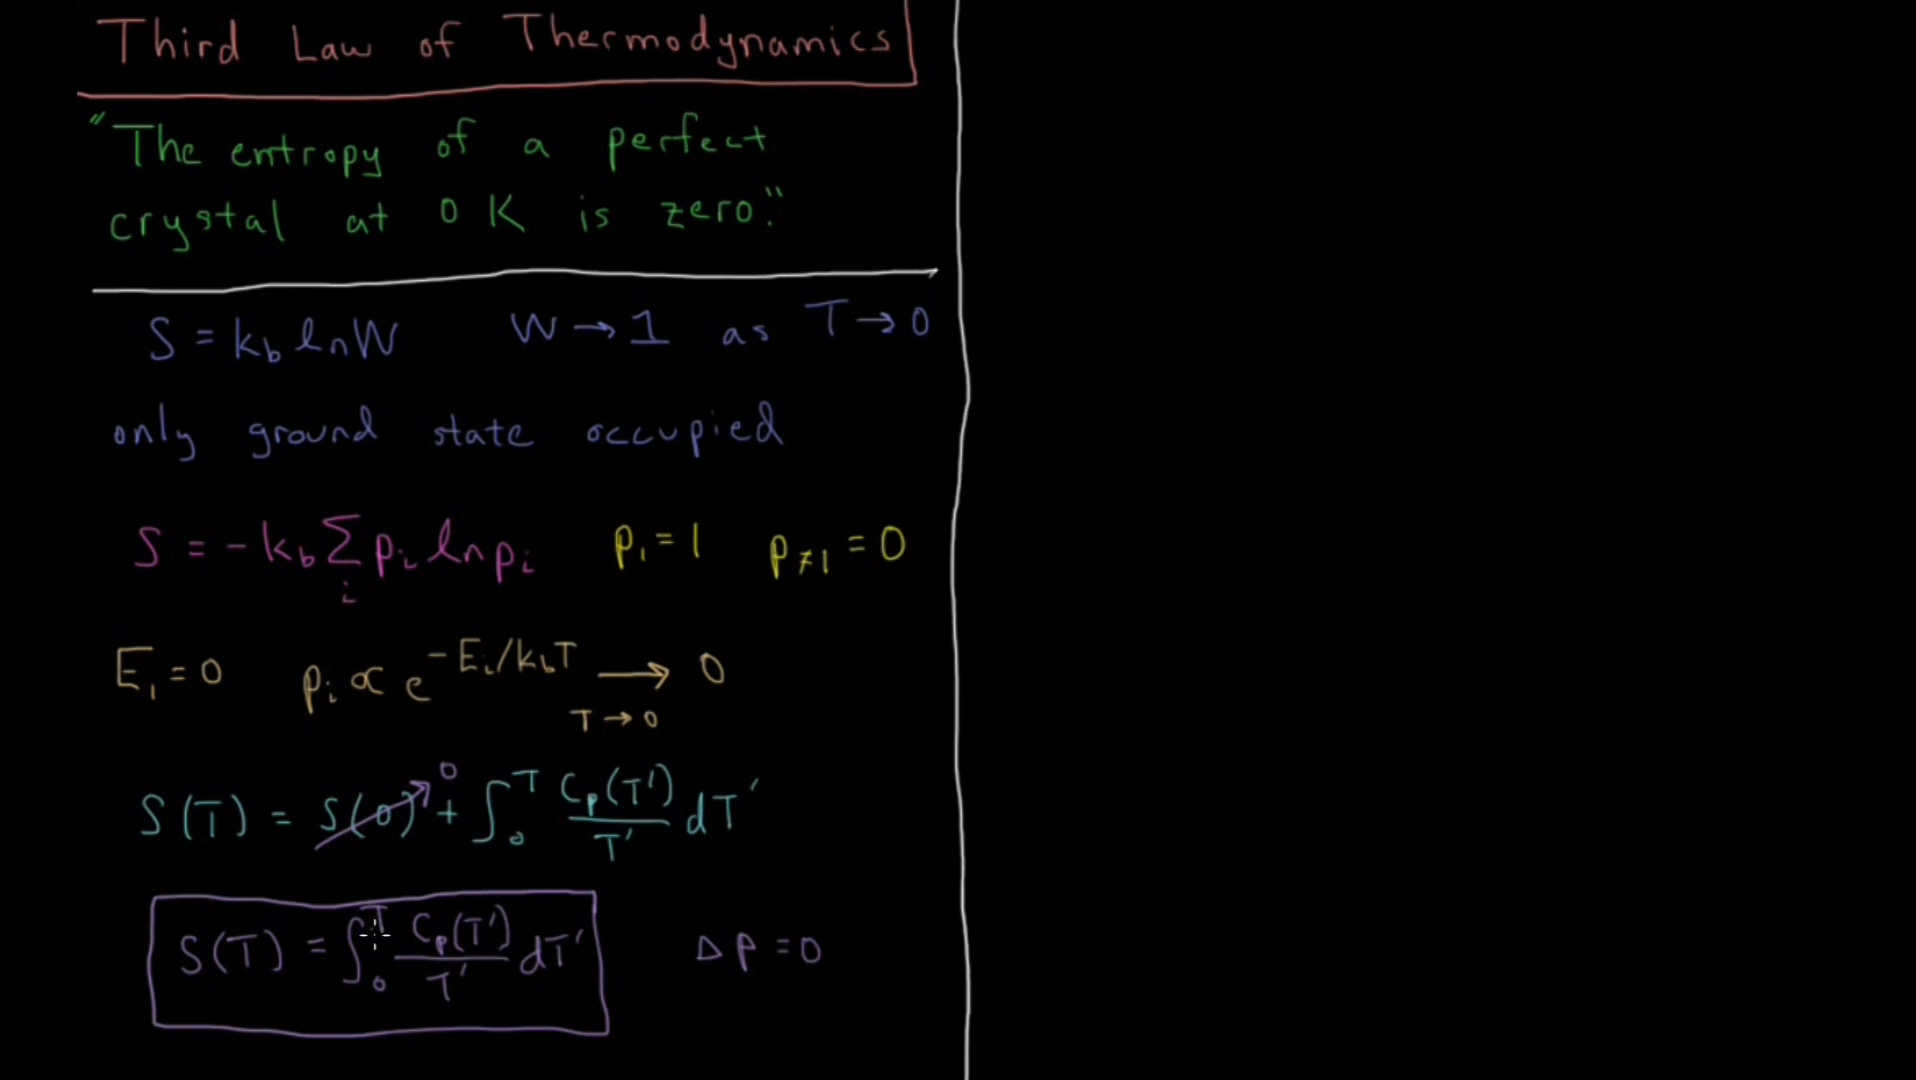 Third Law of Thermodynamics
"The entropy of a perfect
crystal at 0 K is zero."
S = k_b ln W W → 1 as T → 0
only ground state occupied
S = -k_b ∑_i p_i ln p_i p_1 = 1 p_≠1 = 0
E_1 = 0 p_i ∝ e^(-E_i/k_bT) → 0
T → 0
S(T) = S(0)→0 + ∫_0^T C_p(T')/T' dT'
S(T) = ∫_0^T C_p(T')/T' dT' Δp = 0